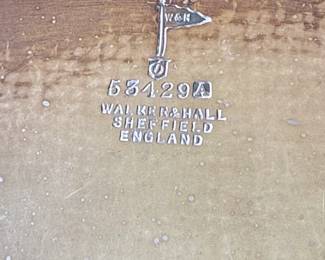 W&H
53429A
WALKER&HALL
SHEFFIELD
ENGLAND